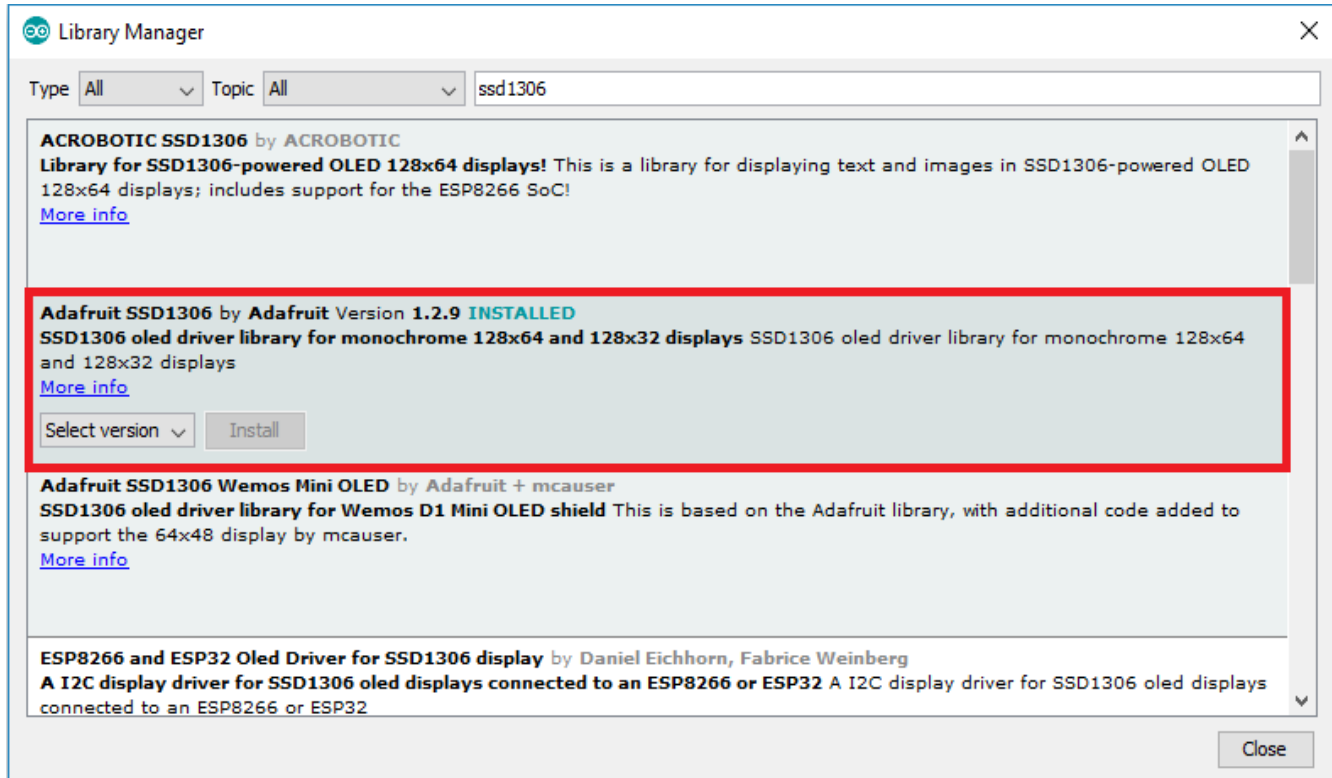 Library Manager
Type All Topic All ssd1306
ACROBOTIC SSD1306 by ACROBOTIC
Library for SSD1306-powered OLED 128x64 displays! This is a library for displaying text and images in SSD1306-powered OLED
128x64 displays; includes support for the ESP8266 SoC!
More info
Adafruit SSD1306 by Adafruit Version 1.2.9 INSTALLED
SSD1306 oled driver library for monochrome 128x64 and 128x32 displays SSD1306 oled driver library for monochrome 128x64
and 128x32 displays
More info
Select version Install
Adafruit SSD1306 Wemos Mini OLED by Adafruit + mcauser
SSD1306 oled driver library for Wemos D1 Mini OLED shield This is based on the Adafruit library, with additional code added to
support the 64x48 display by mcauser.
More info
ESP8266 and ESP32 Oled Driver for SSD1306 display by Daniel Eichhorn, Fabrice Weinberg
A I2C display driver for SSD1306 oled displays connected to an ESP8266 or ESP32 A I2C display driver for SSD1306 oled displays
connected to an ESP8266 or ESP32
Close